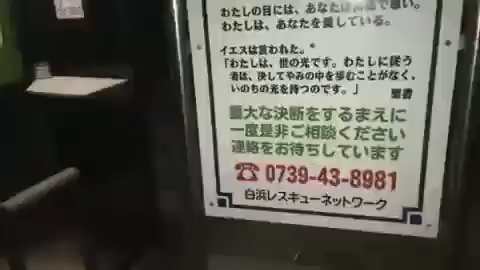 わたしの目には、あなたは高価で尊い。
わたしは、あなたを愛している。
イエスは言われた。
「わたしは、世の光です。わたしに従う
者は、決してやみの中を歩むことがなく、
いのちの光を持つのです。」
聖書
重大な決断をするまえに
一度是非ご相談ください
連絡をお待ちしています
☎ 0739-43-8981
白浜レスキューネットワーク